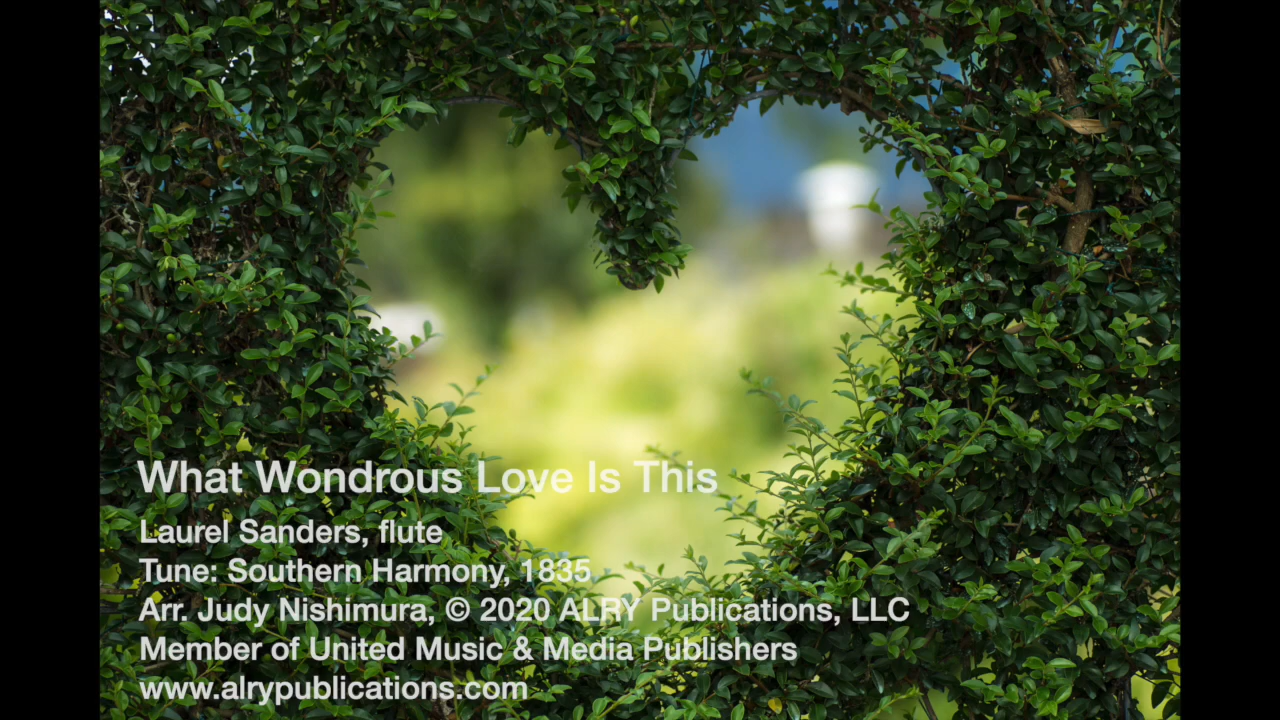 What Wondrous Love Is This
Laurel Sanders, flute
Tune: Southern Harmony, 1835
Arr. Judy Nishimura, © 2020 ALRY Publications, LLC
Member of United Music & Media Publishers
www.alrypublications.com